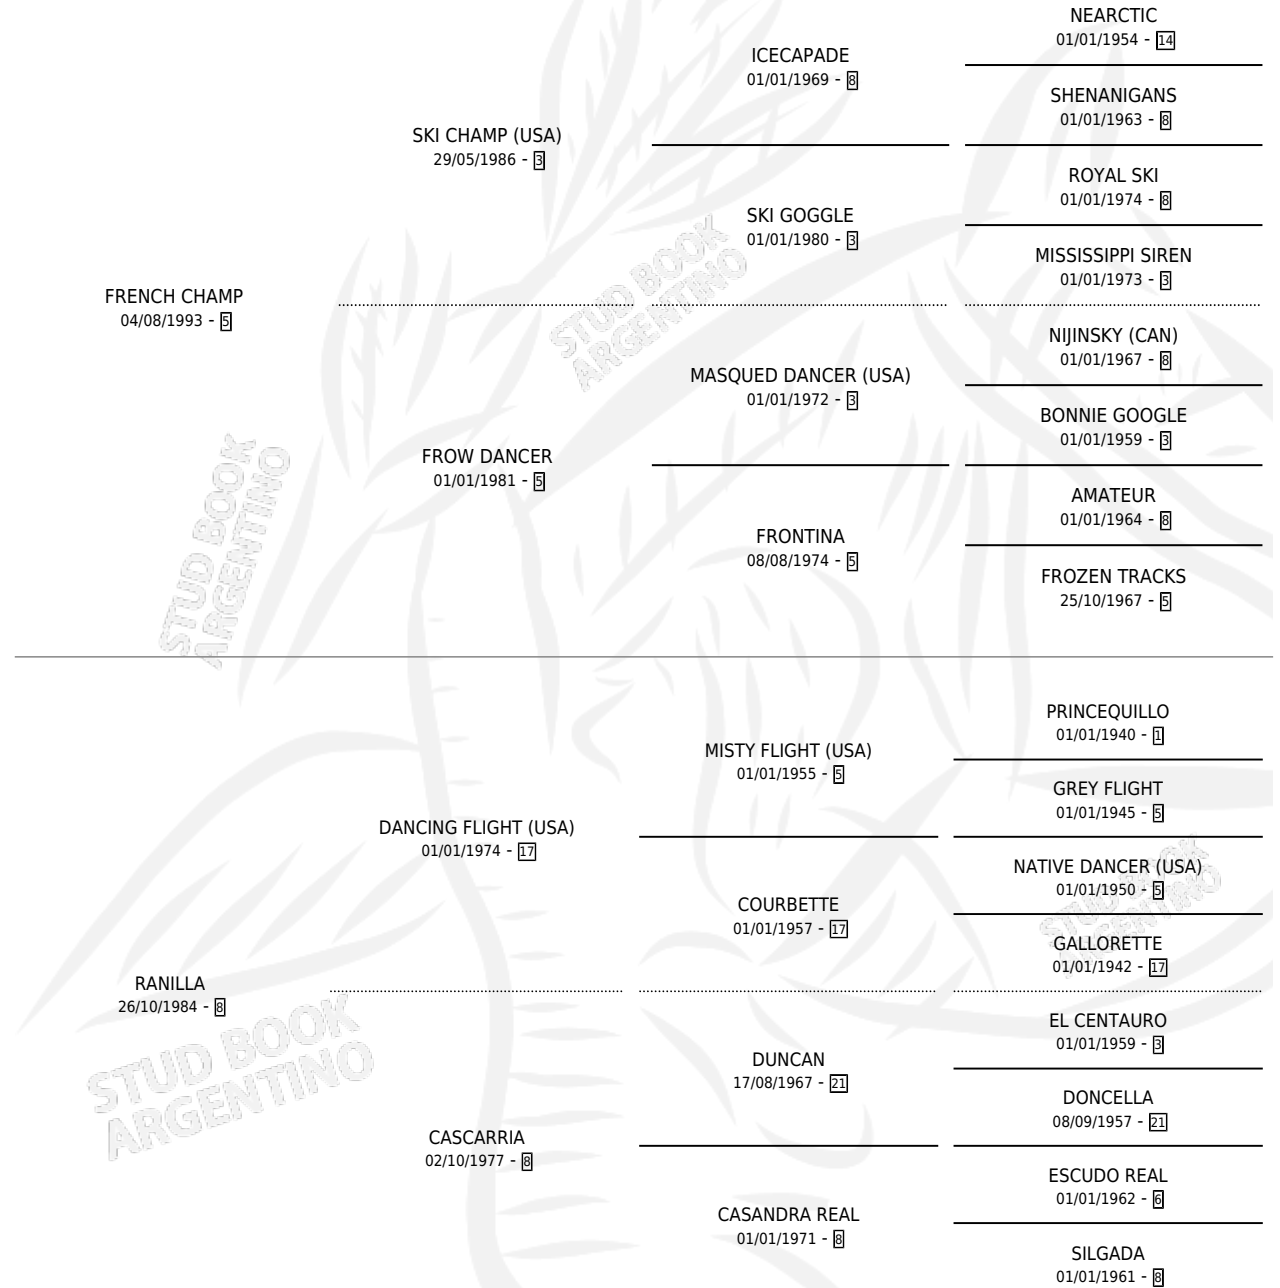 NEARCTIC
01/01/1954 - 14
ICECAPADE
01/01/1969 - 8
SHENANIGANS
01/01/1963 - 8
SKI CHAMP (USA)
29/05/1986 - 3
ROYAL SKI
01/01/1974 - 8
SKI GOGGLE
01/01/1980 - 3
MISSISSIPPI SIREN
01/01/1973 - 3
FRENCH CHAMP
04/08/1993 - 5
NIJINSKY (CAN)
01/01/1967 - 8
MASQUED DANCER (USA)
01/01/1972 - 3
BONNIE GOOGLE
01/01/1959 - 3
FROW DANCER
01/01/1981 - 5
AMATEUR
01/01/1964 - 8
FRONTINA
08/08/1974 - 5
FROZEN TRACKS
25/10/1967 - 5
PRINCEQUILLO
01/01/1940 - 1
MISTY FLIGHT (USA)
01/01/1955 - 5
GREY FLIGHT
01/01/1945 - 5
DANCING FLIGHT (USA)
01/01/1974 - 17
NATIVE DANCER (USA)
01/01/1950 - 5
COURBETTE
01/01/1957 - 17
GALLORETTE
01/01/1942 - 17
RANILLA
26/10/1984 - 8
EL CENTAURO
01/01/1959 - 3
DUNCAN
17/08/1967 - 21
DONCELLA
08/09/1957 - 21
CASCARRIA
02/10/1977 - 8
ESCUDO REAL
01/01/1962 - 6
CASANDRA REAL
01/01/1971 - 8
SILGADA
01/01/1961 - 8
STUD BOOK
ARGENTINO
STUD BOOK
ARGENTINO
STUD BOOK
ARGENTINO
STUD BOOK
ARGENTINO